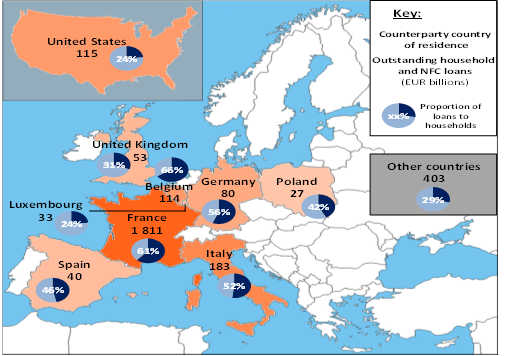 United States
115
24%
Key:
Counterparty country
of residence
Outstanding household
and NFC loans
(EUR billions)
xx%
Proportion of
loans to
households
United Kingdom
53
31%
66%
Belgium
114
Germany
80
56%
Poland
27
42%
Other countries
403
29%
Luxembourg
33
24%
France
1 811
61%
Italy
183
52%
Spain
40
46%